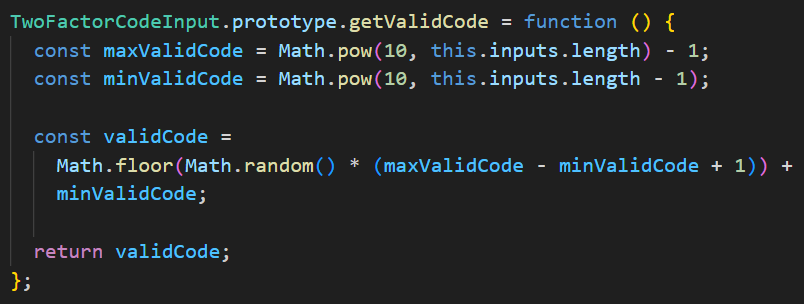 TwoFactorCodeInput.prototype.getValidCode = function () {
  const maxValidCode = Math.pow(10, this.inputs.length) - 1;
  const minValidCode = Math.pow(10, this.inputs.length - 1);

  const validCode =
    Math.floor(Math.random() * (maxValidCode - minValidCode + 1)) +
    minValidCode;

  return validCode;
};